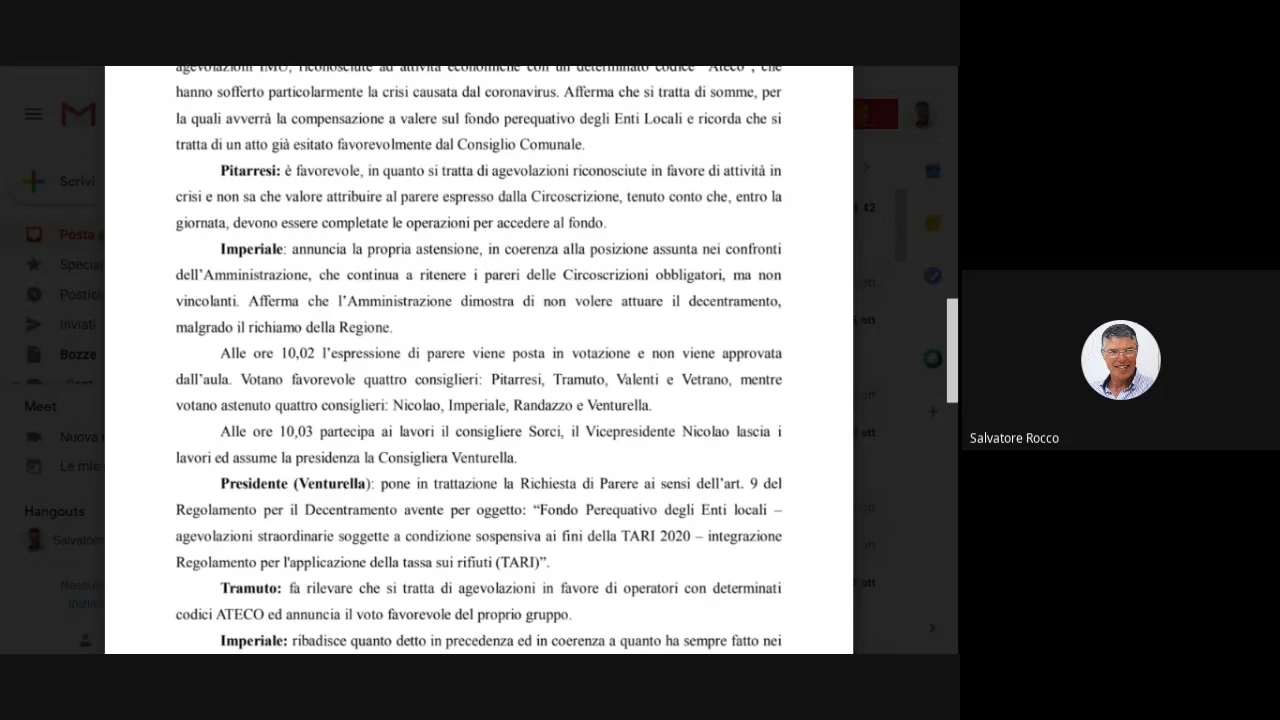 agevolazioni IMU, riconosciute ad attività economiche con un determinato codice “Ateco”, che
hanno sofferto particolarmente la crisi causata dal coronavirus. Afferma che si tratta di somme, per
la quali avverrà la compensazione a valere sul fondo perequativo degli Enti Locali e ricorda che si
tratta di un atto già esitato favorevolmente dal Consiglio Comunale.
Pitarresi: è favorevole, in quanto si tratta di agevolazioni riconosciute in favore di attività in
crisi e non sa che valore attribuire al parere espresso dalla Circoscrizione, tenuto conto che, entro la
giornata, devono essere completate le operazioni per accedere al fondo.
Imperiale: annuncia la propria astensione, in coerenza alla posizione assunta nei confronti
dell’Amministrazione, che continua a ritenere i pareri delle Circoscrizioni obbligatori, ma non
vincolanti. Afferma che l’Amministrazione dimostra di non volere attuare il decentramento,
malgrado il richiamo della Regione.
Alle ore 10,02 l’espressione di parere viene posta in votazione e non viene approvata
dall’aula. Votano favorevole quattro consiglieri: Pitarresi, Tramuto, Valenti e Vetrano, mentre
votano astenuto quattro consiglieri: Nicolao, Imperiale, Randazzo e Venturella.
Alle ore 10,03 partecipa ai lavori il consigliere Sorci, il Vicepresidente Nicolao lascia i
lavori ed assume la presidenza la Consigliera Venturella.
Presidente (Venturella): pone in trattazione la Richiesta di Parere ai sensi dell’art. 9 del
Regolamento per il Decentramento avente per oggetto: “Fondo Perequativo degli Enti locali –
agevolazioni straordinarie soggette a condizione sospensiva ai fini della TARI 2020 – integrazione
Regolamento per l'applicazione della tassa sui rifiuti (TARI)”.
Tramuto: fa rilevare che si tratta di agevolazioni in favore di operatori con determinati
codici ATECO ed annuncia il voto favorevole del proprio gruppo.
Imperiale: ribadisce quanto detto in precedenza ed in coerenza a quanto ha sempre fatto nei
Scrivi
Posta
Special
Postic
Inviati
Bozze
Meet
Nuova
Le mie
Hangouts
Salvator
42
ott
Salvatore Rocco